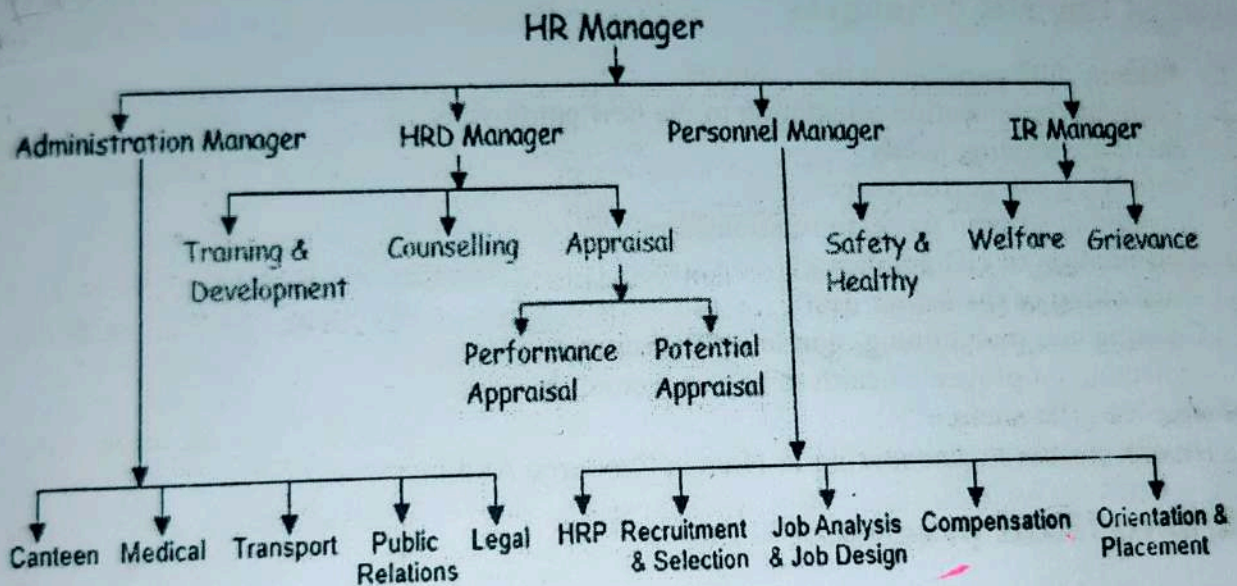 HR Manager
Administration Manager HRD Manager Personnel Manager IR Manager
Training & Counselling Appraisal Safety & Welfare Grievance
Development Healthy
Performance Potential
Appraisal Appraisal
Canteen Medical Transport Public Legal HRP Recruitment Job Analysis Compensation Orientation &
Relations & Selection & Job Design Placement